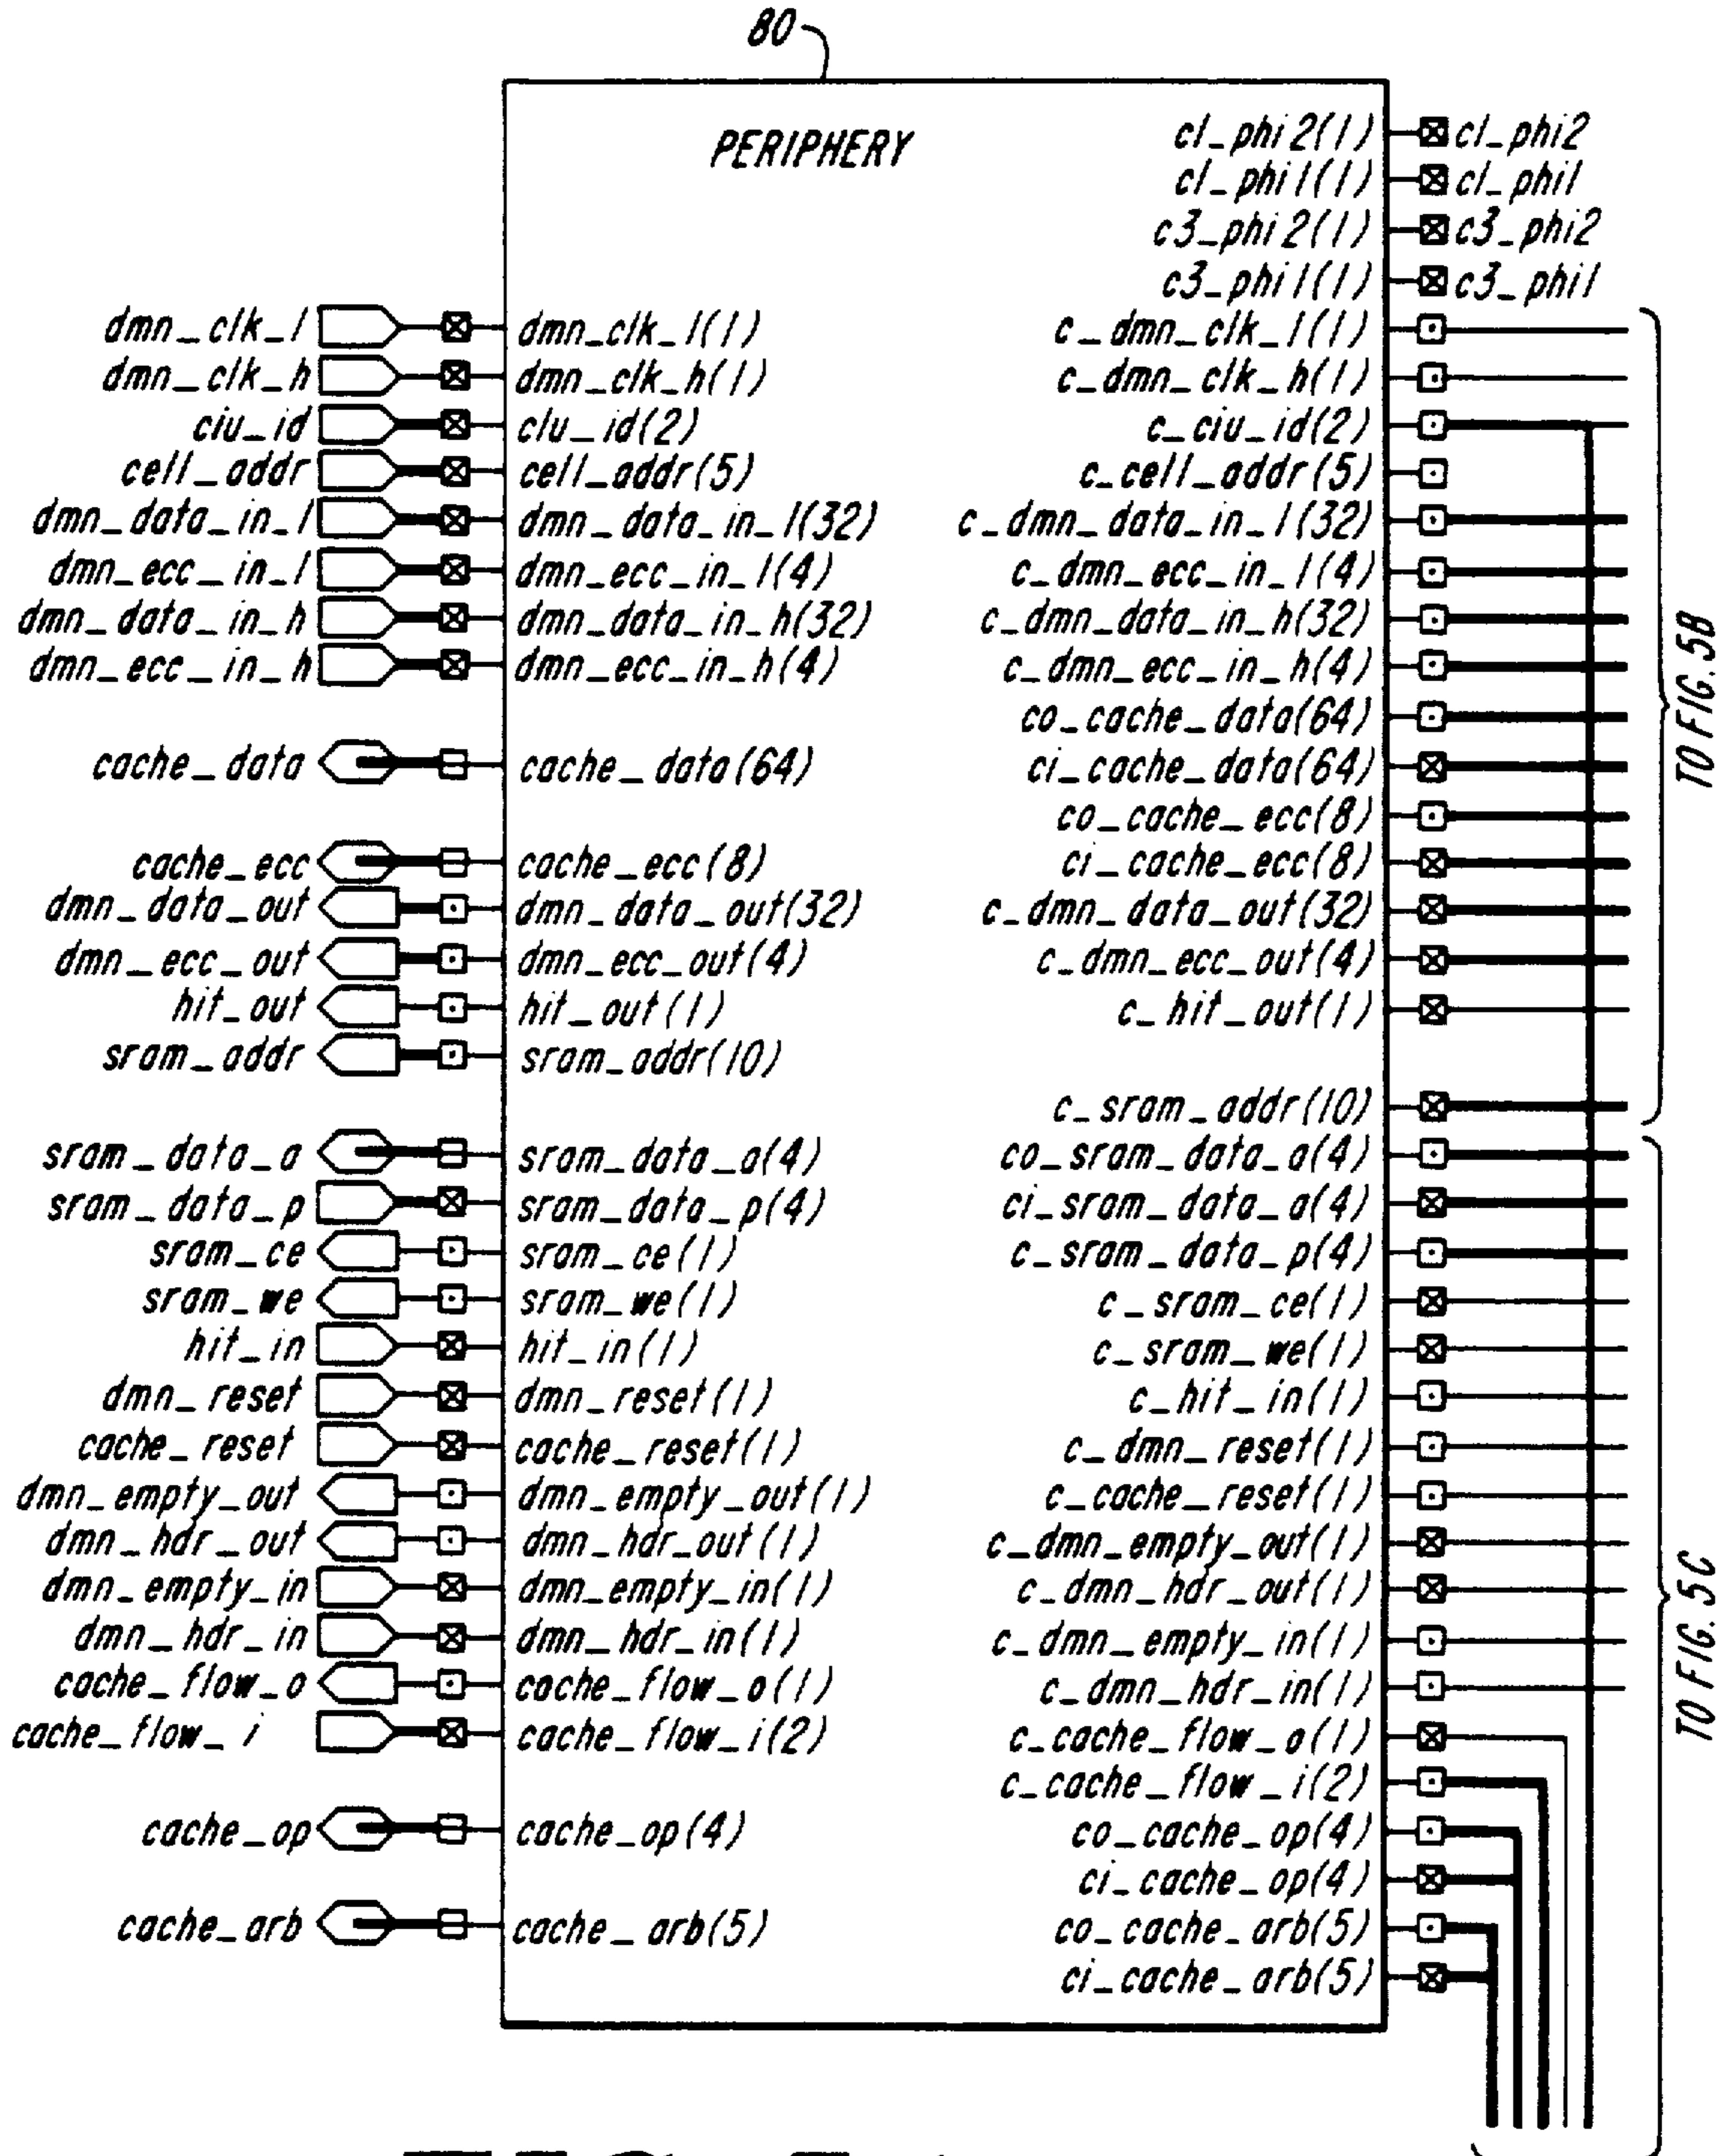 80
PERIPHERY
cl_phi2(1) cl_phi2
cl_phi1(1) cl_phi1
c3_phi2(1) c3_phi2
c3_phi1(1) c3_phi1
dmn_clk_l dmn_clk_l(1) c_dmn_clk_l(1)
dmn_clk_h dmn_clk_h(1) c_dmn_clk_h(1)
ciu_id clu_id(2) c_ciu_id(2)
cell_addr cell_addr(5) c_cell_addr(5)
dmn_data_in_l dmn_data_in_l(32) c_dmn_data_in_l(32)
dmn_ecc_in_l dmn_ecc_in_l(4) c_dmn_ecc_in_l(4)
dmn_data_in_h dmn_data_in_h(32) c_dmn_data_in_h(32)
dmn_ecc_in_h dmn_ecc_in_h(4) c_dmn_ecc_in_h(4)
co_cache_data(64)
cache_data cache_data(64) ci_cache_data(64)
co_cache_ecc(8)
cache_ecc cache_ecc(8) ci_cache_ecc(8)
dmn_data_out dmn_data_out(32) c_dmn_data_out(32)
dmn_ecc_out dmn_ecc_out(4) c_dmn_ecc_out(4)
hit_out hit_out(1) c_hit_out(1)
sram_addr sram_addr(10)
c_sram_addr(10)
TO FIG. 5B
sram_data_a sram_data_a(4) co_sram_data_a(4)
sram_data_p sram_data_p(4) ci_sram_data_a(4)
sram_ce sram_ce(1) c_sram_data_p(4)
sram_we sram_we(1) c_sram_ce(1)
hit_in hit_in(1) c_sram_we(1)
dmn_reset dmn_reset(1) c_hit_in(1)
cache_reset cache_reset(1) c_dmn_reset(1)
dmn_empty_out dmn_empty_out(1) c_cache_reset(1)
dmn_hdr_out dmn_hdr_out(1) c_dmn_empty_out(1)
dmn_empty_in dmn_empty_in(1) c_dmn_hdr_out(1)
dmn_hdr_in dmn_hdr_in(1) c_dmn_empty_in(1)
cache_flow_o cache_flow_o(1) c_dmn_hdr_in(1)
cache_flow_i cache_flow_i(2) c_cache_flow_o(1)
c_cache_flow_i(2)
cache_op cache_op(4) co_cache_op(4)
ci_cache_op(4)
cache_arb cache_arb(5) co_cache_arb(5)
ci_cache_arb(5)
TO FIG. 5C